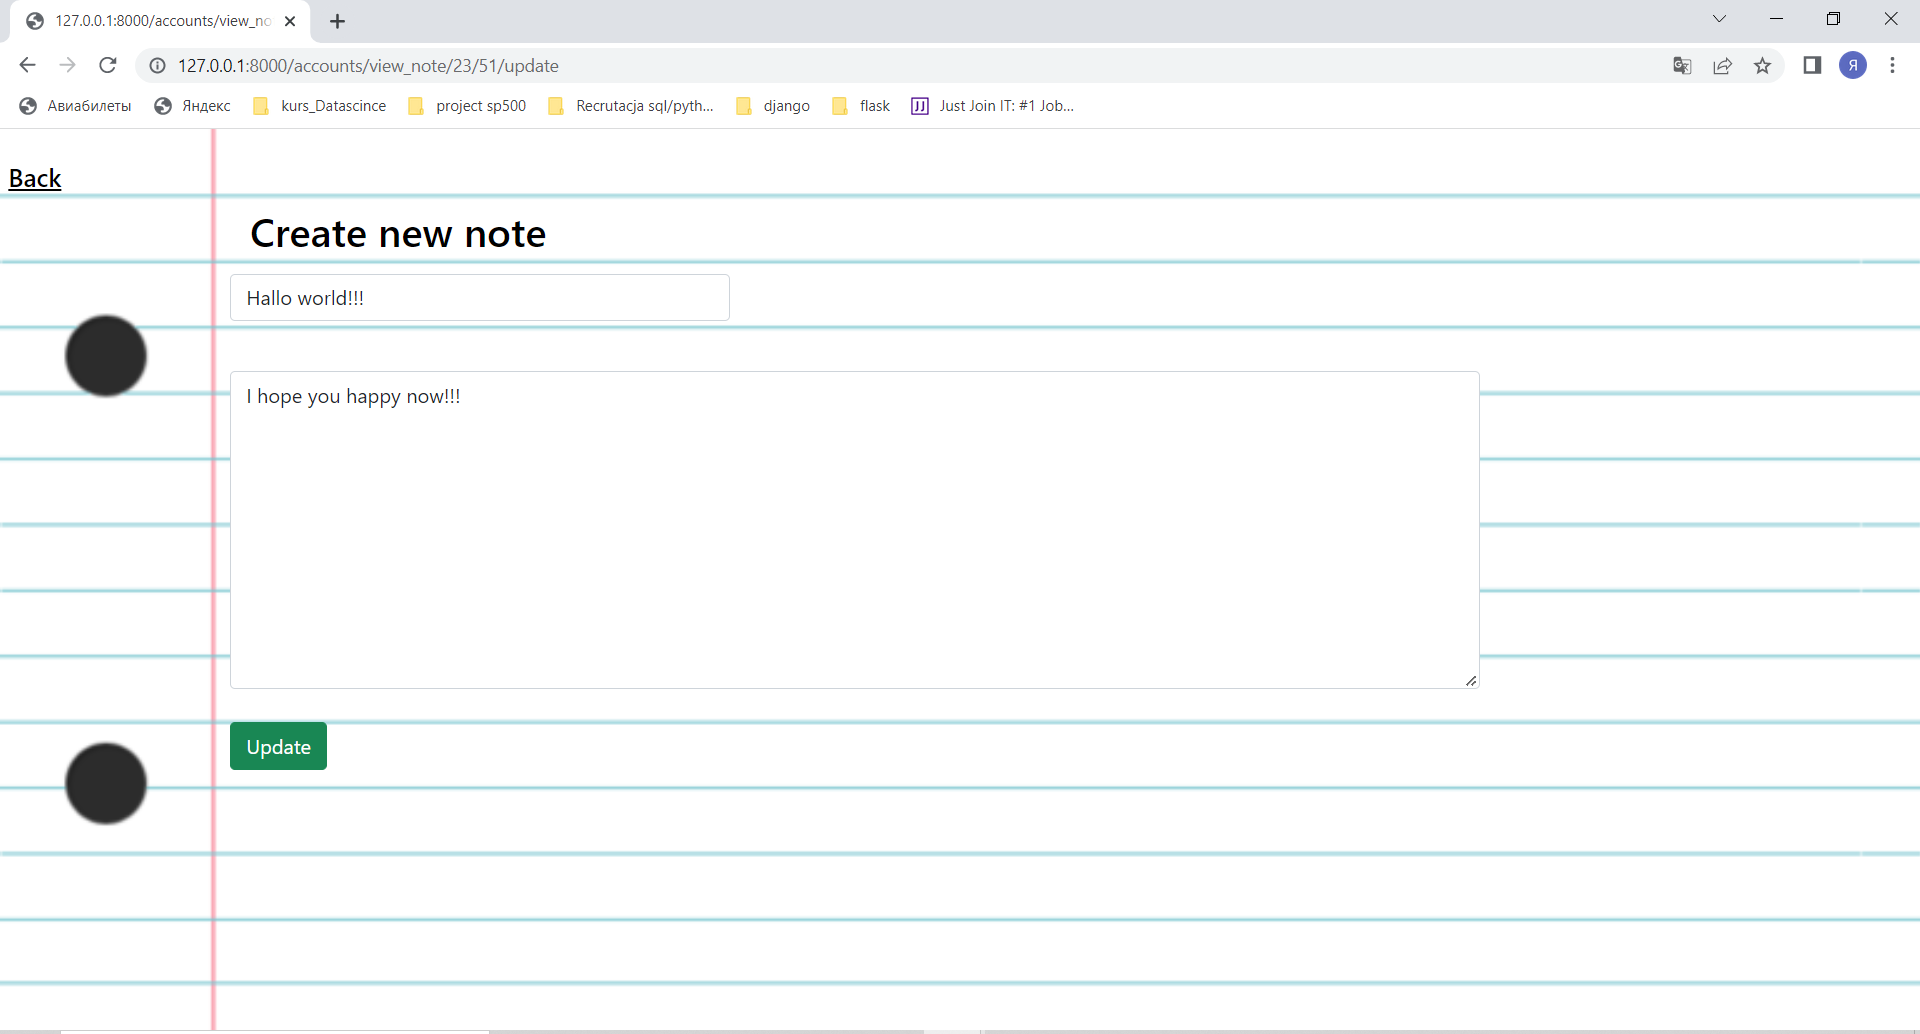 127.0.0.1:8000/accounts/view_no
127.0.0.1:8000/accounts/view_note/23/51/update
Я
Авиабилеты Яндекс kurs_Datascince project sp500 Recrutacja sql/pyth... django flask JJ Just Join IT: #1 Job...
Back
Create new note
Hallo world!!!
I hope you happy now!!!
Update